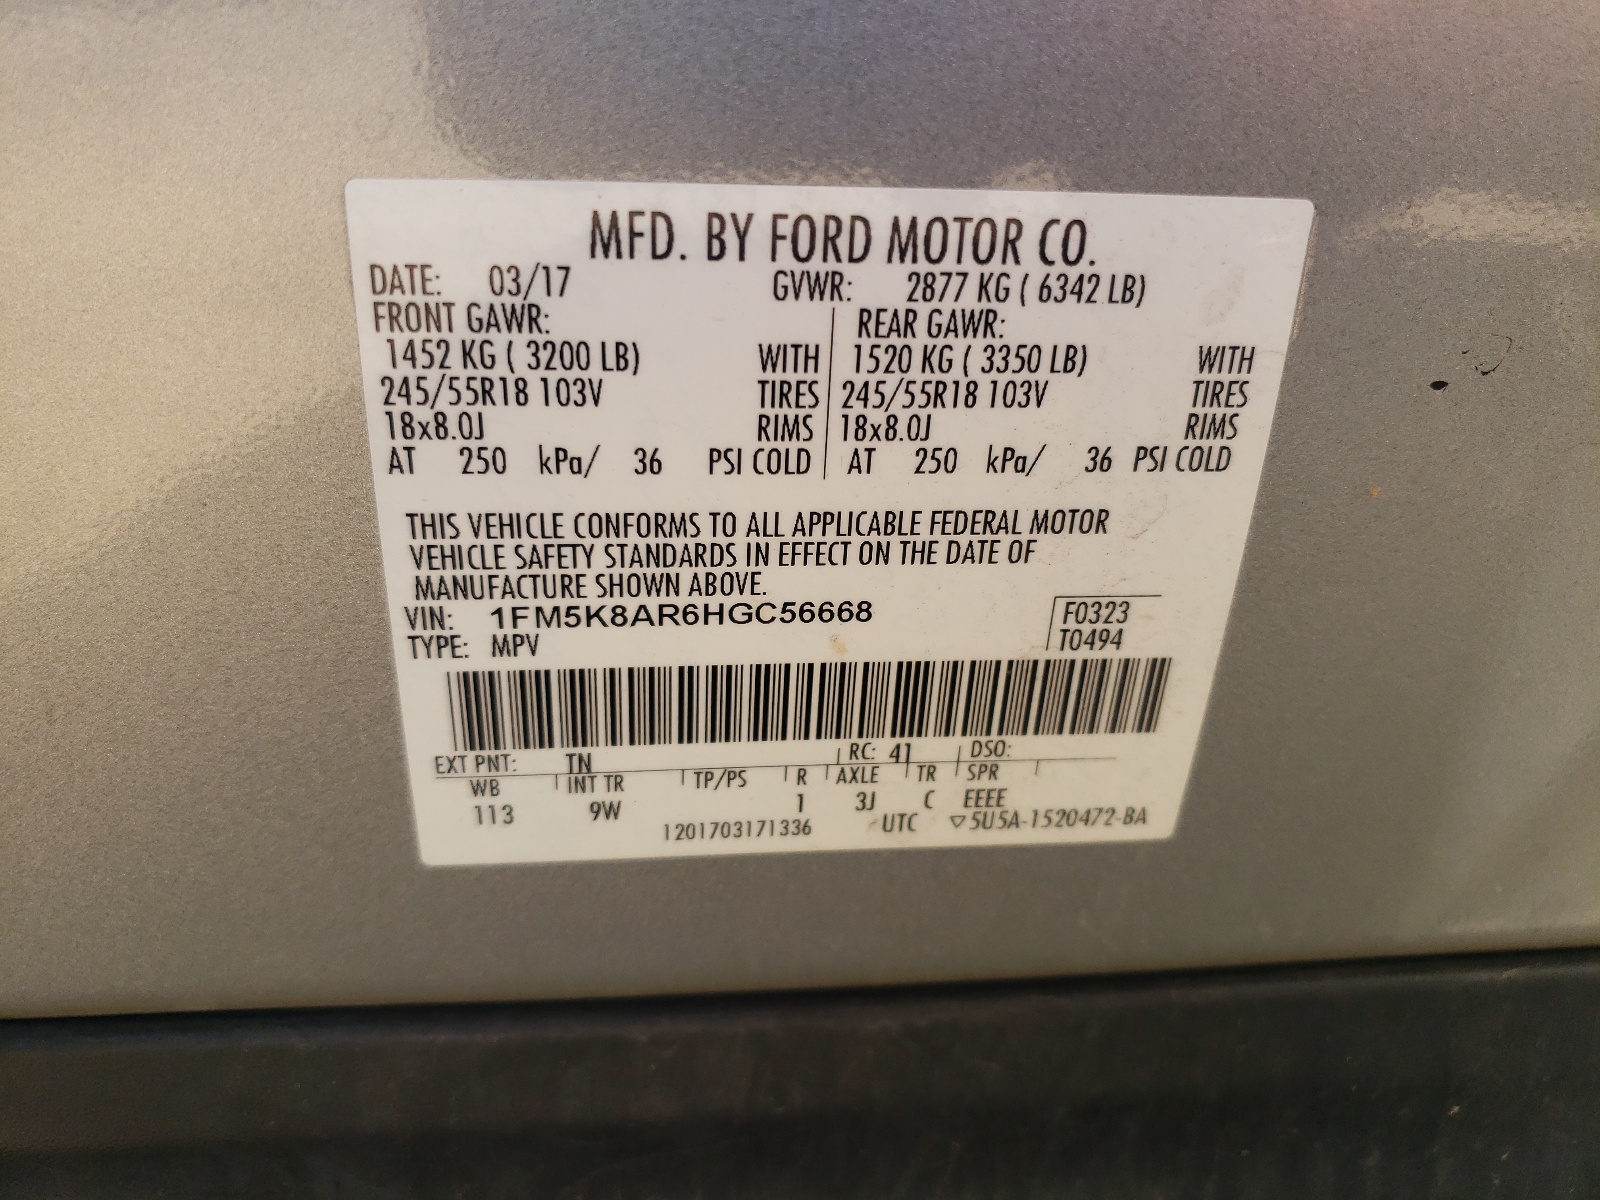 MFD. BY FORD MOTOR CO.
DATE: 03/17 GVWR: 2877 KG ( 6342 LB)
FRONT GAWR: REAR GAWR:
1452 KG ( 3200 LB) WITH 1520 KG ( 3350 LB) WITH
245/55R18 103V TIRES 245/55R18 103V TIRES
18x8.0J RIMS 18x8.0J RIMS
AT 250 kPa/ 36 PSI COLD AT 250 kPa/ 36 PSI COLD
THIS VEHICLE CONFORMS TO ALL APPLICABLE FEDERAL MOTOR
VEHICLE SAFETY STANDARDS IN EFFECT ON THE DATE OF
MANUFACTURE SHOWN ABOVE.
VIN: 1FM5K8AR6HGC56668 F0323
TYPE: MPV T0494
EXT PNT: TN RC: 41 DSO:
WB INT TR TP/PS R AXLE TR SPR
113 9W 1 3J C EEEE
1201703171336 UTC ▽5U5A-1520472-BA